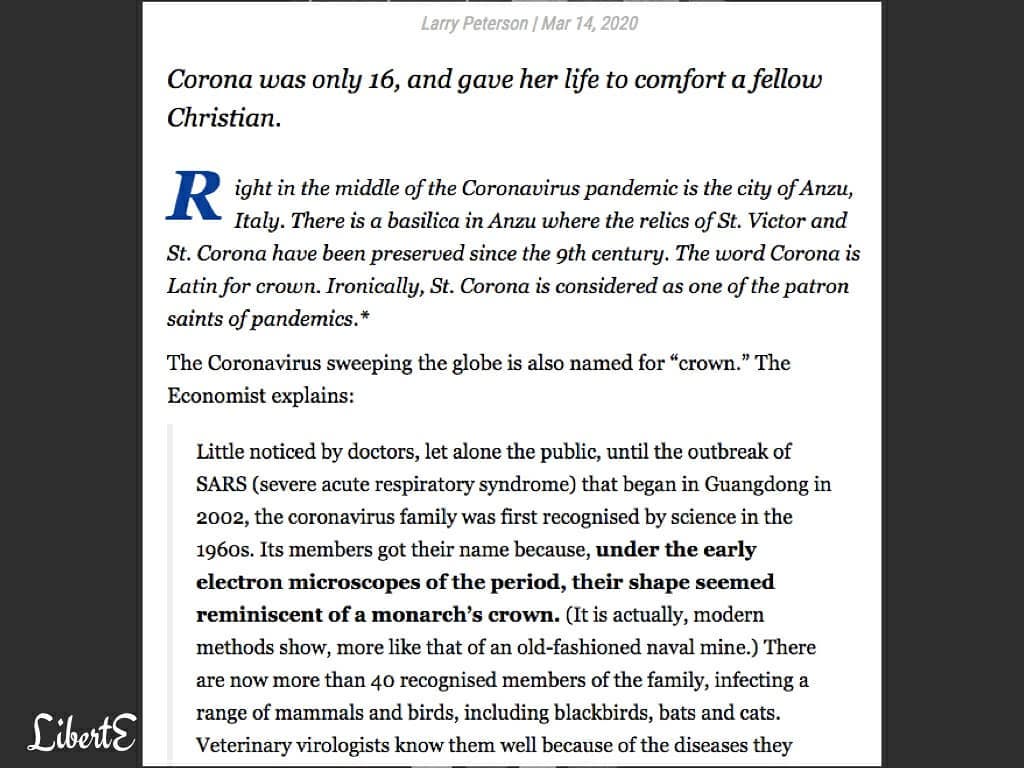 Larry Peterson | Mar 14, 2020
Corona was only 16, and gave her life to comfort a fellow
Christian.
Right in the middle of the Coronavirus pandemic is the city of Anzu,
Italy. There is a basilica in Anzu where the relics of St. Victor and
St. Corona have been preserved since the 9th century. The word Corona is
Latin for crown. Ironically, St. Corona is considered as one of the patron
saints of pandemics.*
The Coronavirus sweeping the globe is also named for “crown.” The
Economist explains:
Little noticed by doctors, let alone the public, until the outbreak of
SARS (severe acute respiratory syndrome) that began in Guangdong in
2002, the coronavirus family was first recognised by science in the
1960s. Its members got their name because, under the early
electron microscopes of the period, their shape seemed
reminiscent of a monarch’s crown. (It is actually, modern
methods show, more like that of an old-fashioned naval mine.) There
are now more than 40 recognised members of the family, infecting a
range of mammals and birds, including blackbirds, bats and cats.
Veterinary virologists know them well because of the diseases they
LibertE